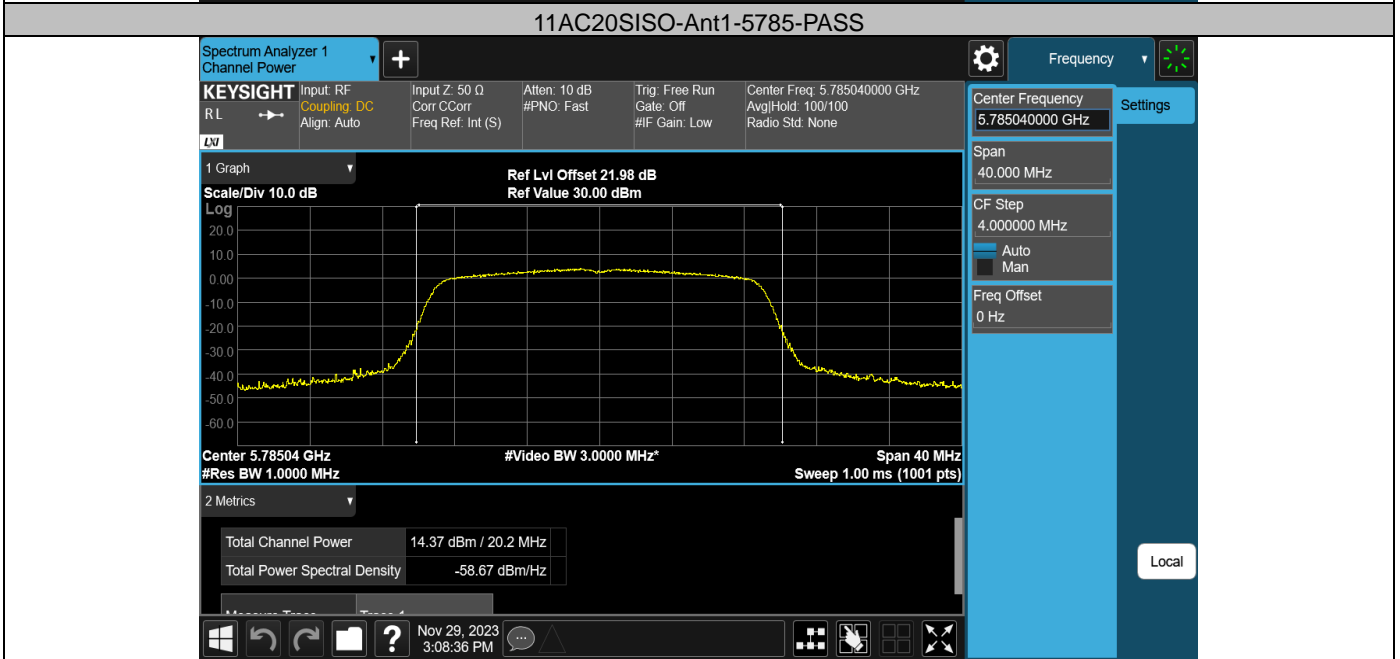 11AC20SISO-Ant1-5785-PASS
Spectrum Analyzer 1
Channel Power
+
Frequency
KEYSIGHT
RL
LXI
Input: RF
Coupling: DC
Align: Auto
Input Z: 50 Ω
Corr CCorr
Freq Ref: Int (S)
Atten: 10 dB
#PNO: Fast
Trig: Free Run
Gate: Off
#IF Gain: Low
Center Freq: 5.785040000 GHz
Avg|Hold: 100/100
Radio Std: None
Center Frequency
5.785040000 GHz
Settings
Span
40.000 MHz
CF Step
4.000000 MHz
Auto
Man
Freq Offset
0 Hz
1 Graph
Scale/Div 10.0 dB
Ref Lvl Offset 21.98 dB
Ref Value 30.00 dBm
Log
20.0
10.0
0.00
-10.0
-20.0
-30.0
-40.0
-50.0
-60.0
Center 5.78504 GHz
#Res BW 1.0000 MHz
#Video BW 3.0000 MHz*
Span 40 MHz
Sweep 1.00 ms (1001 pts)
2 Metrics
Total Channel Power 14.37 dBm / 20.2 MHz
Total Power Spectral Density -58.67 dBm/Hz
Measure Trace Trace 1
Local
?
Nov 29, 2023
3:08:36 PM